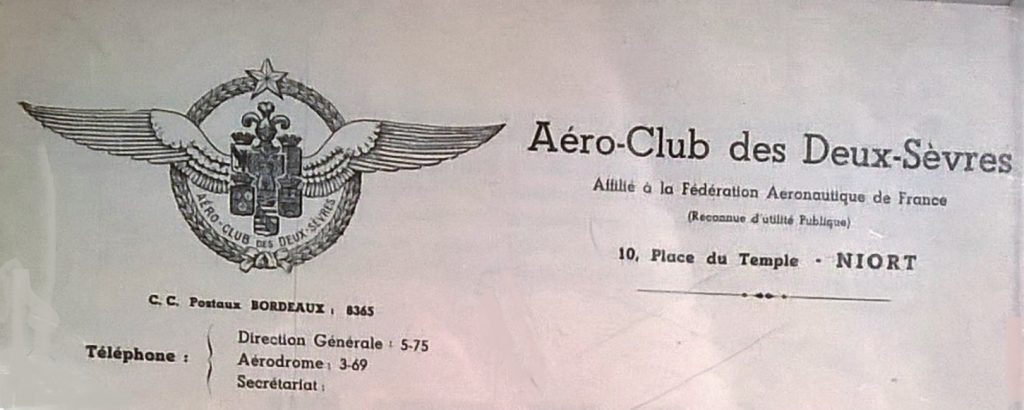 AÉRO-CLUB DES DEUX-SÈVRES
C. C. Postaux BORDEAUX : 8365
Téléphone :
Direction Générale : 5-75
Aérodrome : 3-69
Secrétariat :
Aéro-Club des Deux-Sèvres
Affilié à la Fédération Aeronautique de France
(Reconnue d'utilité Publique)
10, Place du Temple - NIORT